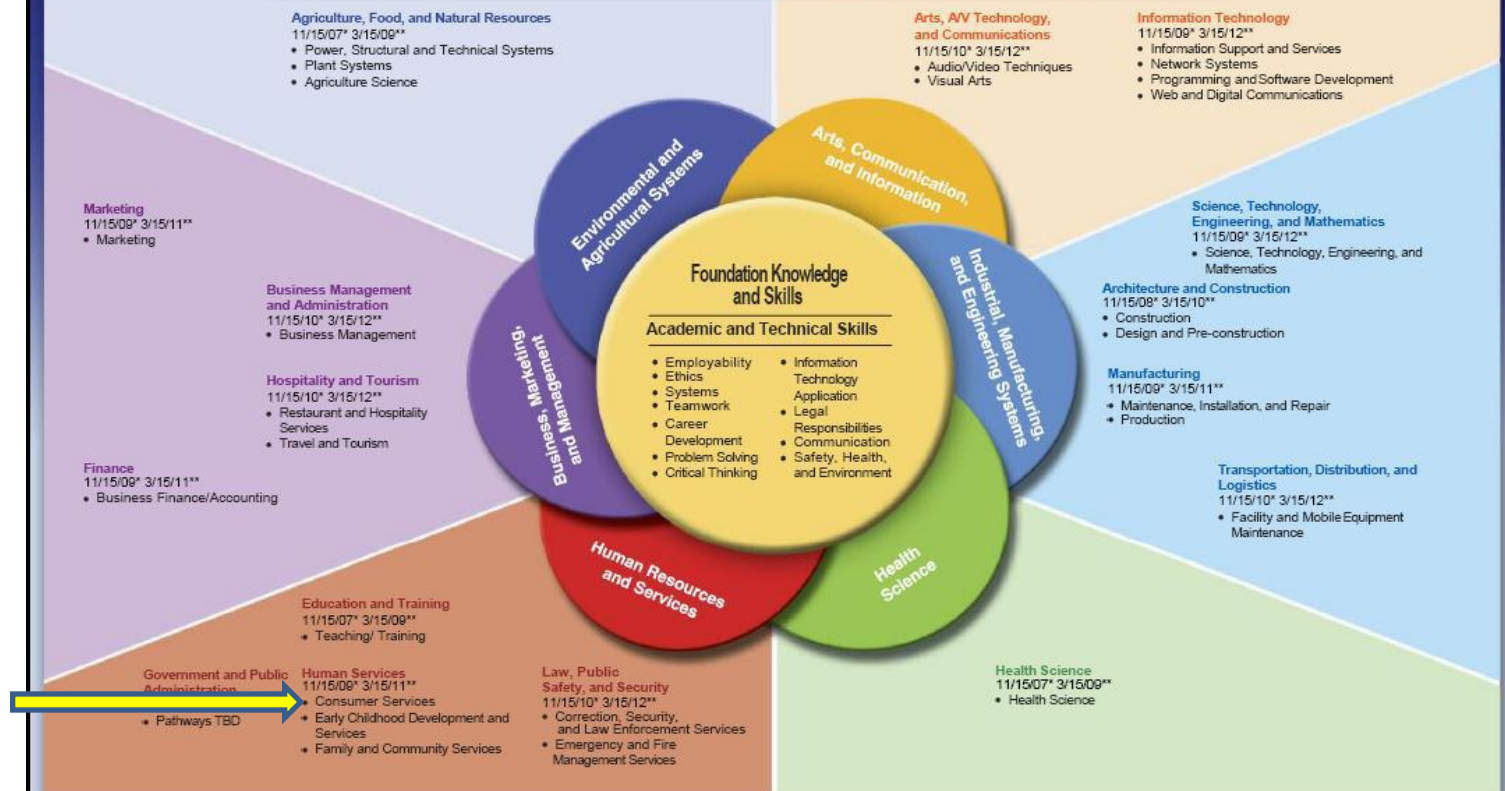 Agriculture, Food, and Natural Resources
11/15/07* 3/15/09**
• Power, Structural and Technical Systems
• Plant Systems
• Agriculture Science
Arts, A/V Technology,
and Communications
11/15/10* 3/15/12**
• Audio/Video Techniques
• Visual Arts
Information Technology
11/15/09* 3/15/12**
• Information Support and Services
• Network Systems
• Programming and Software Development
• Web and Digital Communications
Environmental and
Agricultural Systems
Arts, Communication,
and Information
Marketing
11/15/09* 3/15/11**
• Marketing
Business Management
and Administration
11/15/10* 3/15/12**
• Business Management
Hospitality and Tourism
11/15/10* 3/15/12**
• Restaurant and Hospitality
Services
• Travel and Tourism
Finance
11/15/09* 3/15/11**
• Business Finance/Accounting
Business, Marketing,
and Management
Foundation Knowledge
and Skills
Academic and Technical Skills
• Employability
• Ethics
• Systems
• Teamwork
• Career
Development
• Problem Solving
• Critical Thinking
• Information
Technology
Application
• Legal
Responsibilities
• Communication
• Safety, Health,
and Environment
Industrial, Manufacturing,
and Engineering Systems
Science, Technology,
Engineering, and Mathematics
11/15/09* 3/15/12**
• Science, Technology, Engineering, and
Mathematics
Architecture and Construction
11/15/08* 3/15/10**
• Construction
• Design and Pre-construction
Manufacturing
11/15/09* 3/15/11**
• Maintenance, Installation, and Repair
• Production
Transportation, Distribution, and
Logistics
11/15/10* 3/15/12**
• Facility and Mobile Equipment
Maintenance
Human Resources
and Services
Health
Science
Education and Training
11/15/07* 3/15/09**
• Teaching/ Training
Government and Public
Administration
• Pathways TBD
Human Services
11/15/09* 3/15/11**
• Consumer Services
• Early Childhood Development and
Services
• Family and Community Services
Law, Public
Safety, and Security
11/15/10* 3/15/12**
• Correction, Security,
and Law Enforcement Services
• Emergency and Fire
Management Services
Health Science
11/15/07* 3/15/09**
• Health Science